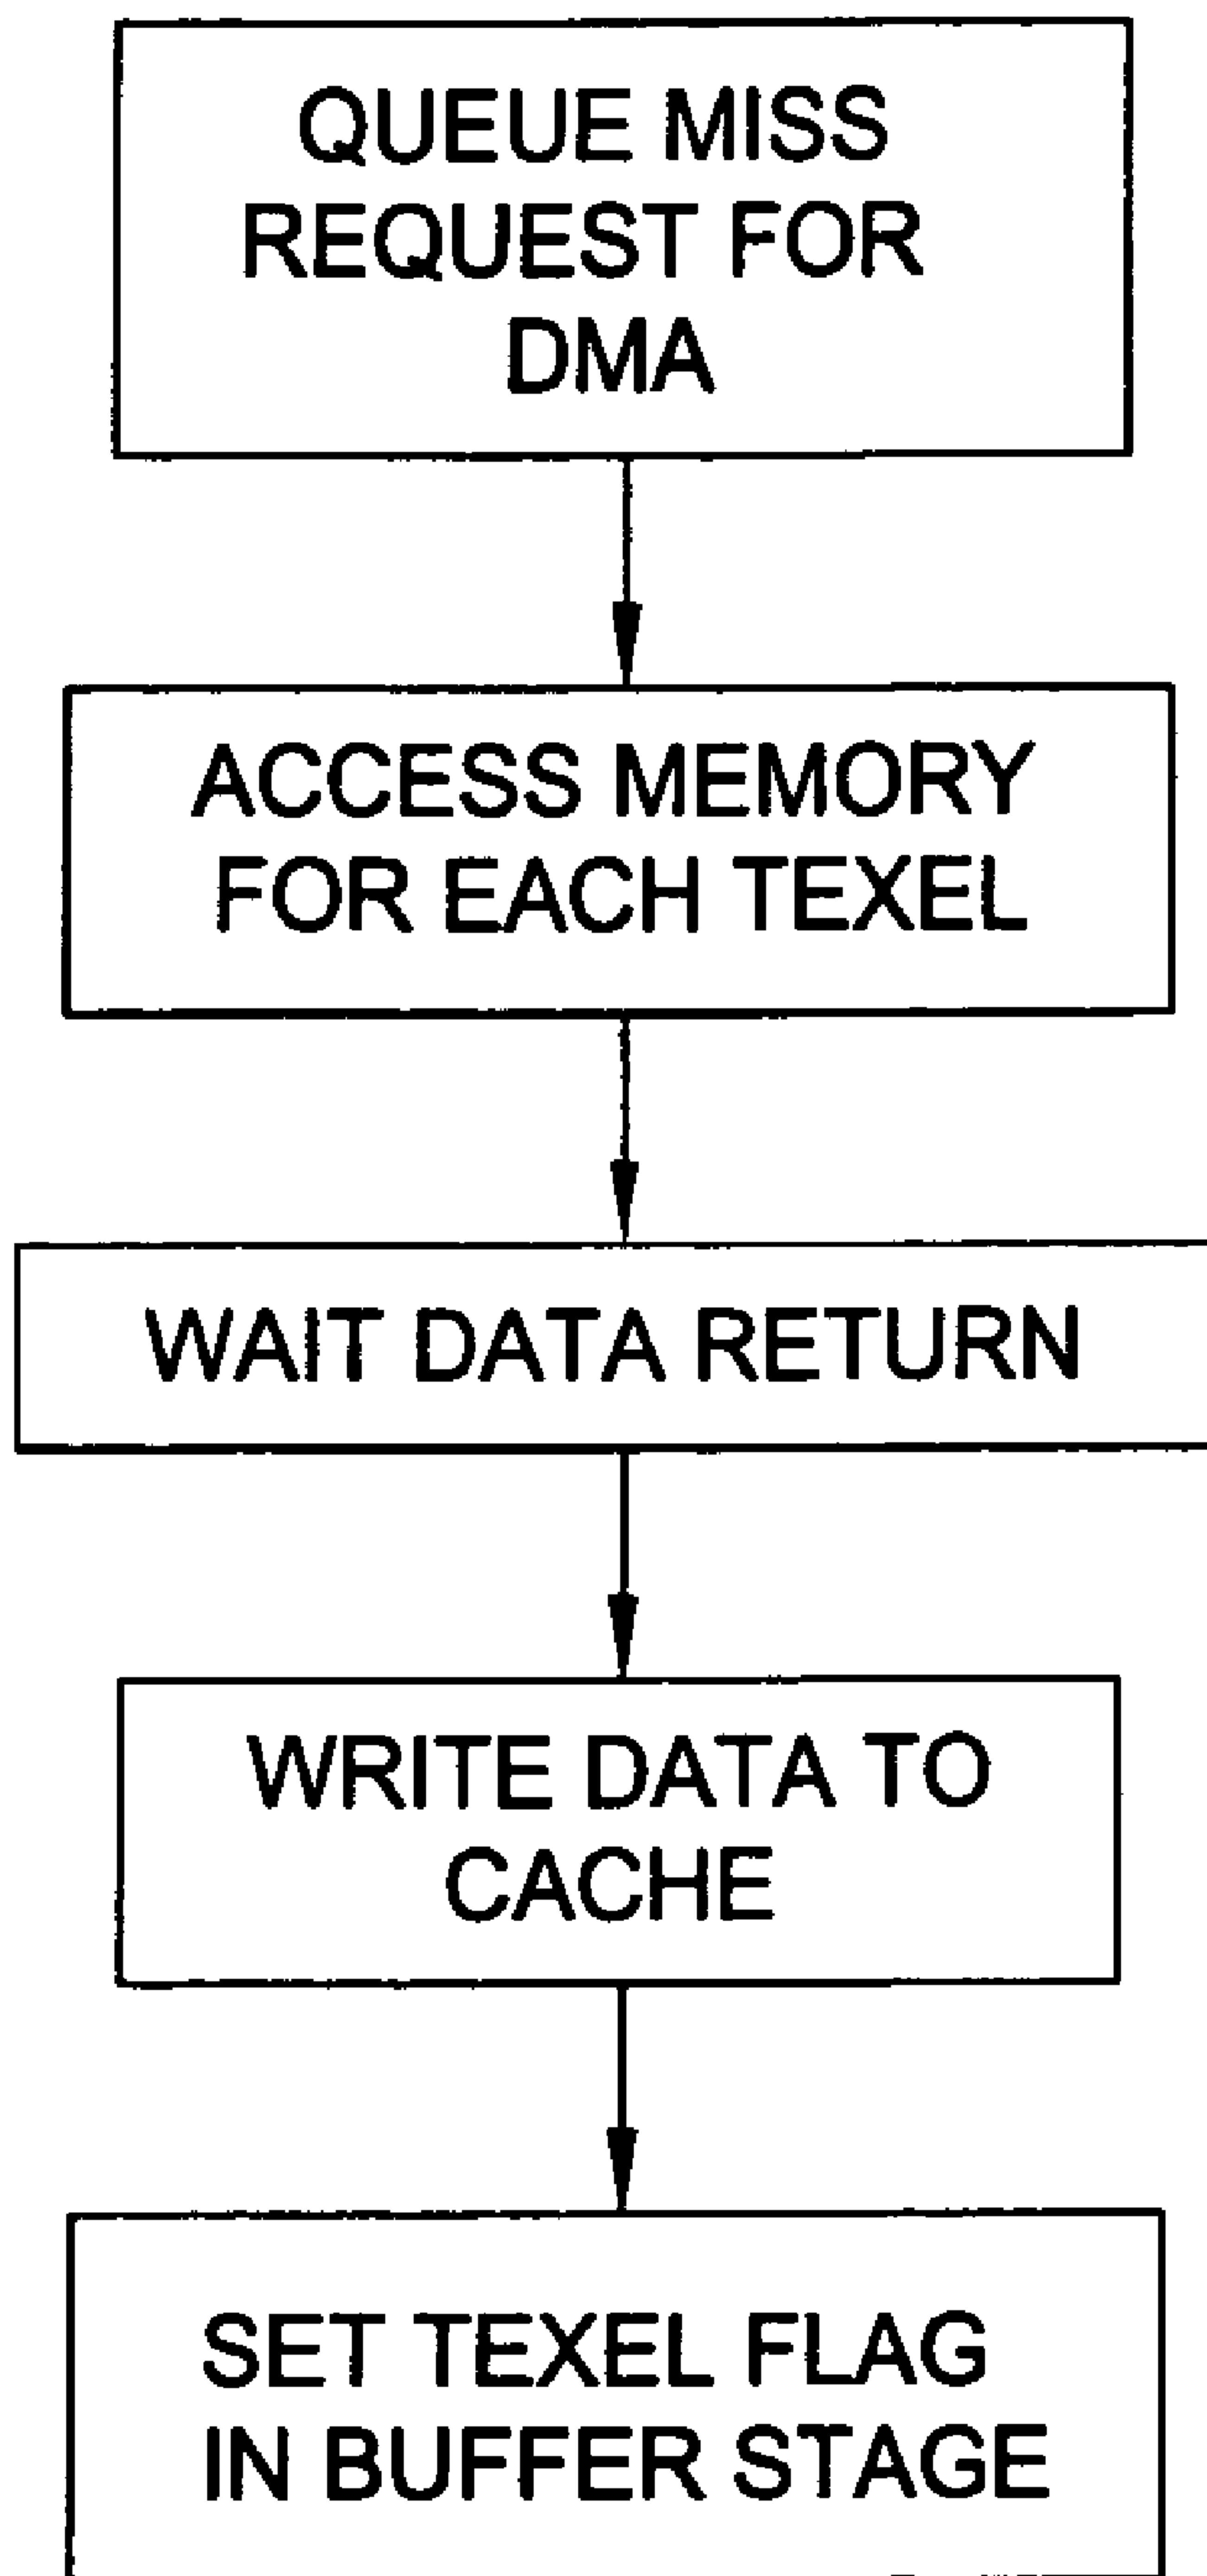 QUEUE MISS
REQUEST FOR
DMA
ACCESS MEMORY
FOR EACH TEXEL
WAIT DATA RETURN
WRITE DATA TO
CACHE
SET TEXEL FLAG
IN BUFFER STAGE